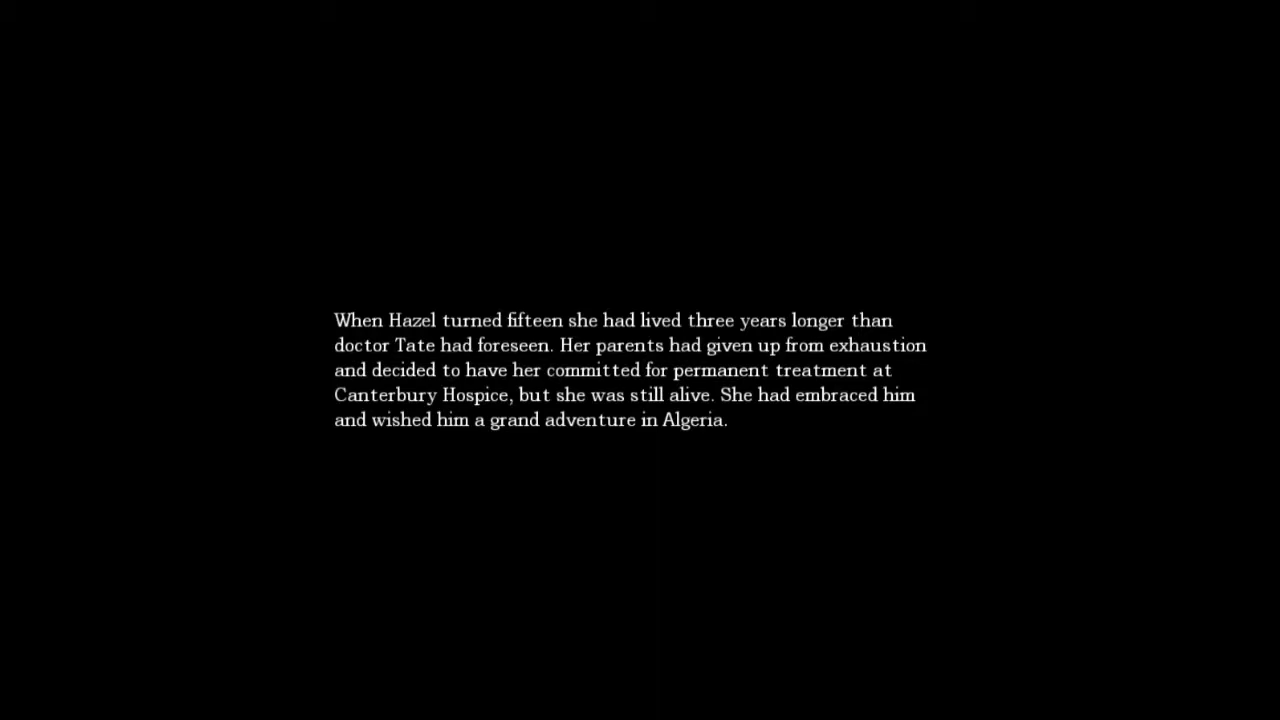 When Hazel turned fifteen she had lived three years longer than
doctor Tate had foreseen. Her parents had given up from exhaustion
and decided to have her committed for permanent treatment at
Canterbury Hospice, but she was still alive. She had embraced him
and wished him a grand adventure in Algeria.